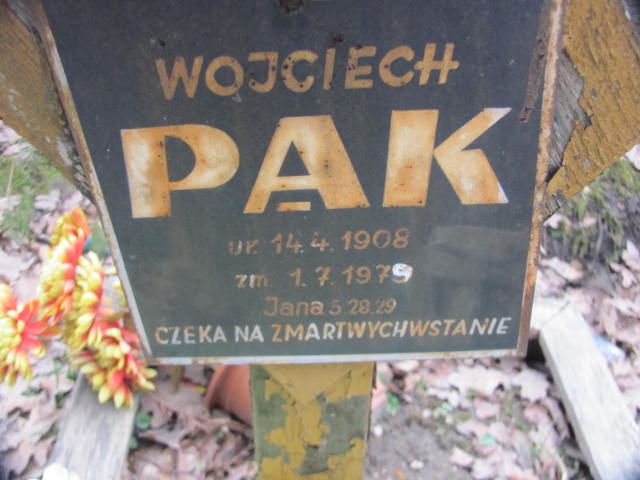 WOJCIECH
PAK
ur. 14.4.1908
zm. 1.7.1979
Jana 5.28.29
CZEKA NA ZMARTWYCHWSTANIE